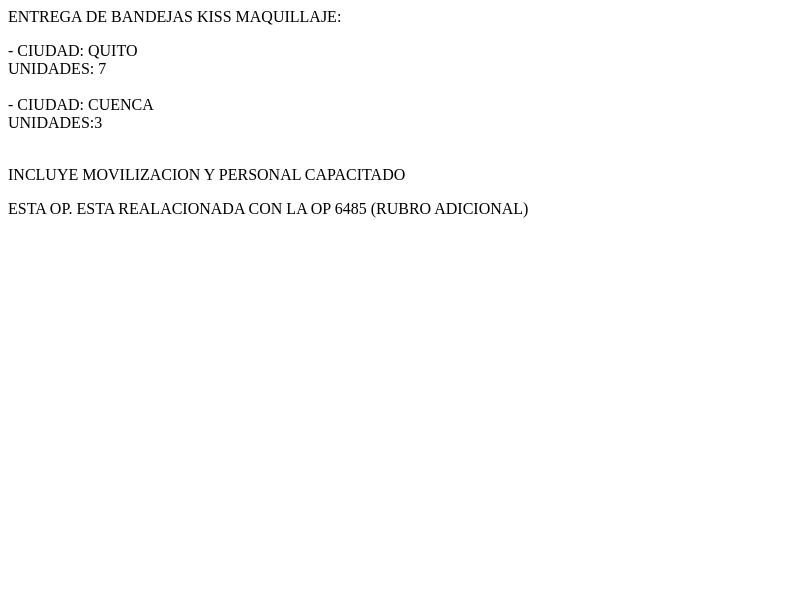 ENTREGA DE BANDEJAS KISS MAQUILLAJE:
- CIUDAD: QUITO
UNIDADES: 7
- CIUDAD: CUENCA
UNIDADES:3
INCLUYE MOVILIZACION Y PERSONAL CAPACITADO
ESTA OP. ESTA REALACIONADA CON LA OP 6485 (RUBRO ADICIONAL)